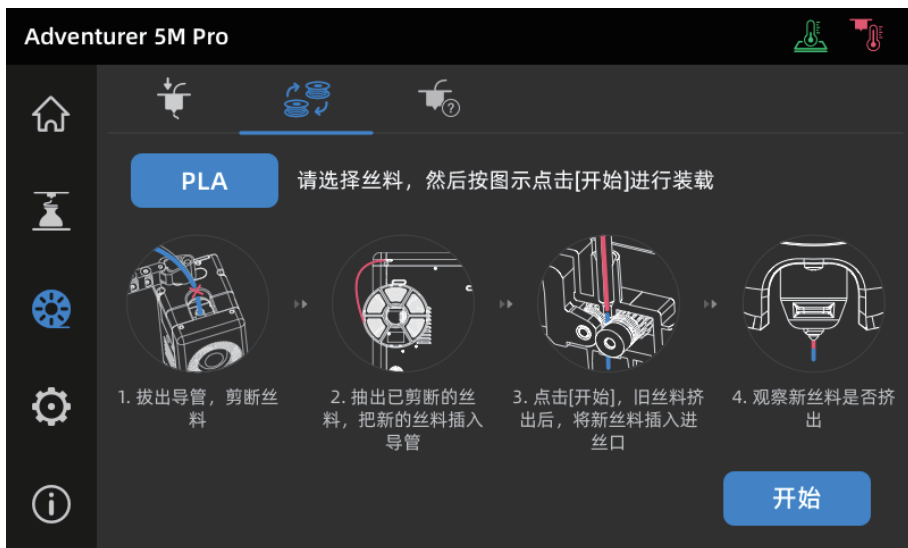 Adventurer 5M Pro
PLA
请选择丝料，然后按图示点击[开始]进行装载
1. 拔出导管，剪断丝
料
2. 抽出已剪断的丝
料，把新的丝料插入
导管
3. 点击[开始]，旧丝料挤
出后，将新丝料插入进
丝口
4. 观察新丝料是否挤
出
开始